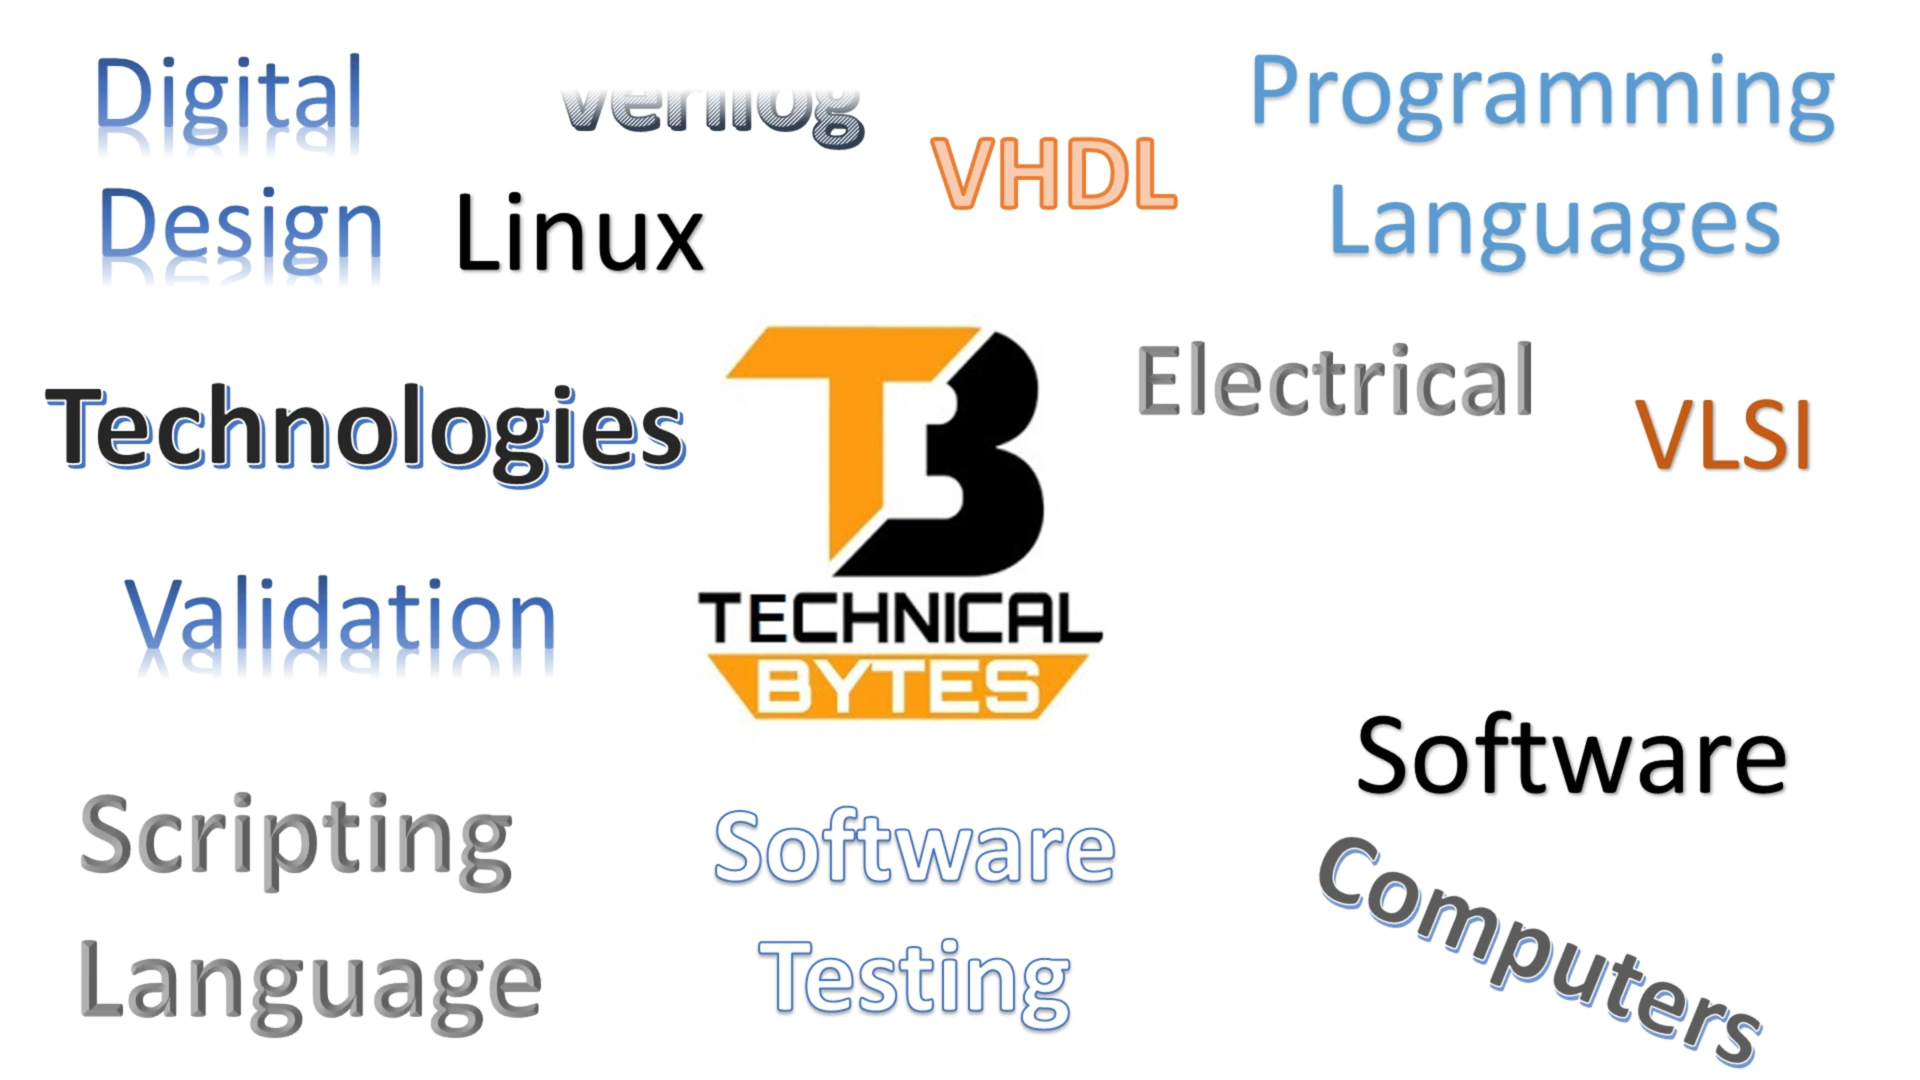 Digital
Design
verilog
Linux
VHDL
Programming
Languages
Technologies
Electrical
VLSI
TB
TECHNICAL
BYTES
Validation
Software
Computers
Scripting
Language
Software
Testing